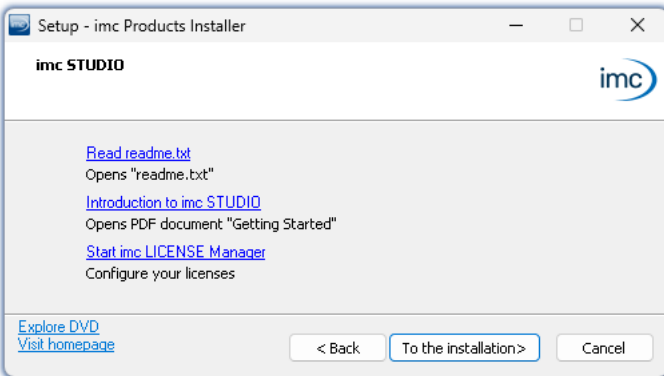 Setup - imc Products Installer
imc STUDIO
imc
Read readme.txt
Opens "readme.txt"
Introduction to imc STUDIO
Opens PDF document "Getting Started"
Start imc LICENSE Manager
Configure your licenses
Explore DVD
Visit homepage
< Back
To the installation>
Cancel